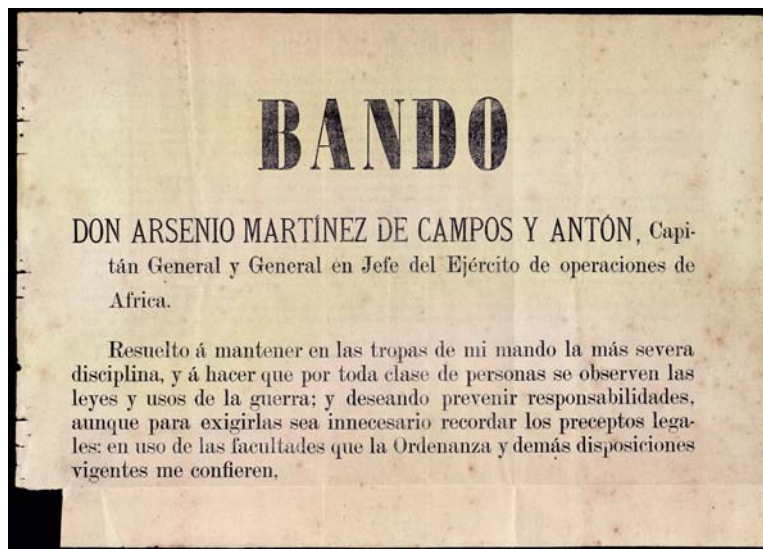 BANDO
DON ARSENIO MARTÍNEZ DE CAMPOS Y ANTÓN, Capi-
tán General y General en Jefe del Ejército de operaciones de
Africa.
Resuelto á mantener en las tropas de mi mando la más severa
disciplina, y á hacer que por toda clase de personas se observen las
leyes y usos de la guerra; y deseando prevenir responsabilidades,
aunque para exigirlas sea innecesario recordar los preceptos lega-
les: en uso de las facultades que la Ordenanza y demás disposiciones
vigentes me confieren,